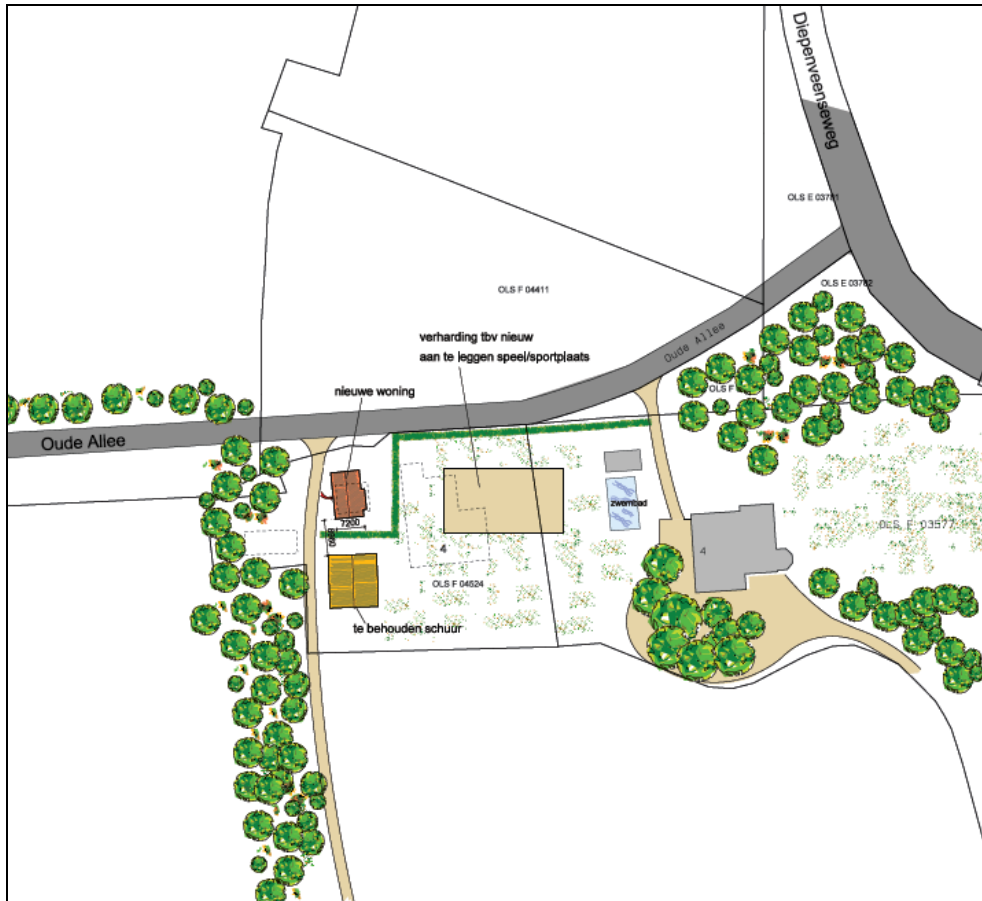 Diepenveenseweg
OLS E 03781
OLS E 03782
OLS F 04411
Oude Allee
verharding tbv nieuw
aan te leggen speel/sportplaats
OLS F
nieuwe woning
Oude Allee
zwembad
7200
OLS F 03577
4
4
OLS F 04524
te behouden schuur